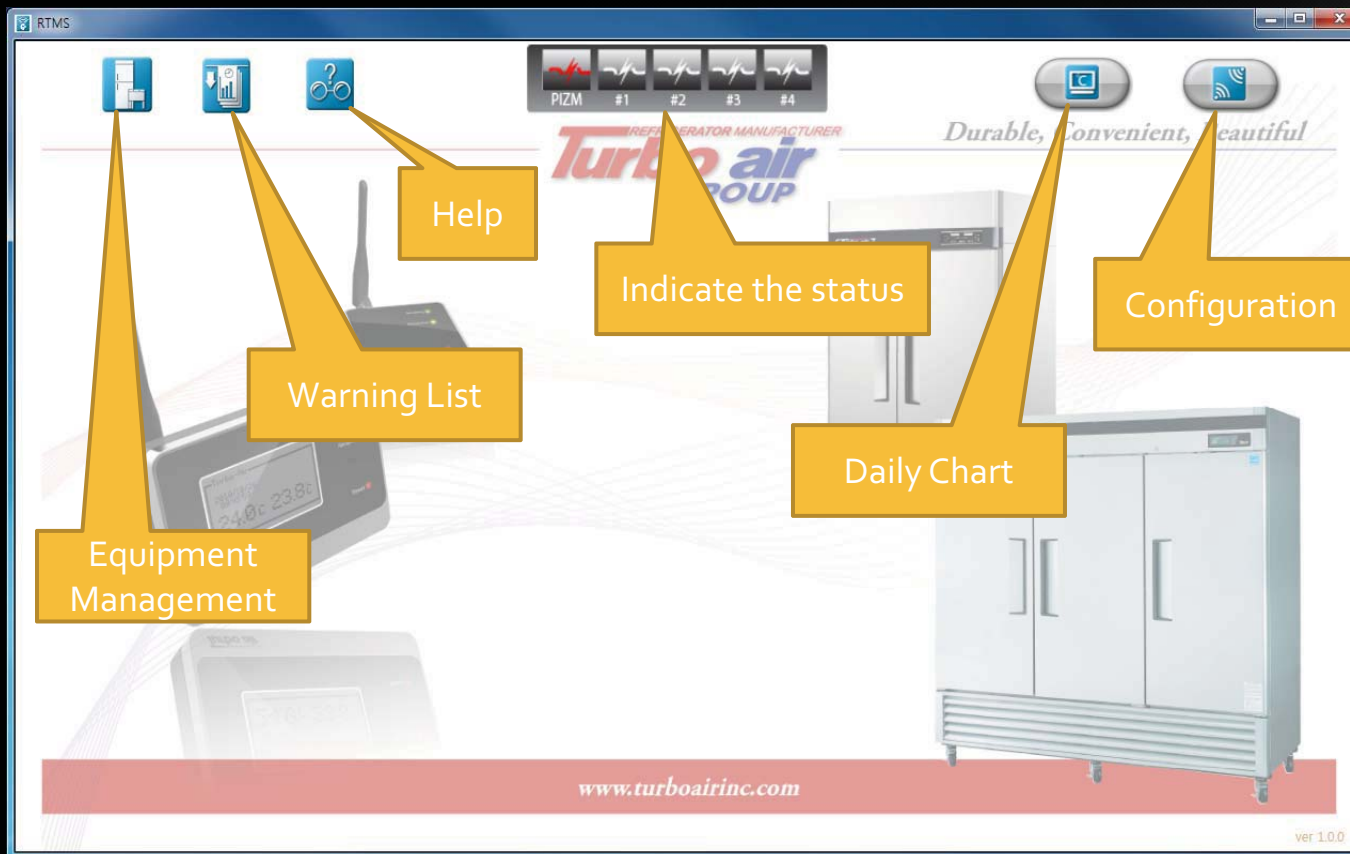 RTMS
PIZM #1 #2 #3 #4
REFRIGERATOR MANUFACTURER
Turbo air
GROUP
Durable, Convenient, Beautiful
Help
Indicate the status
Configuration
Warning List
Daily Chart
24.0c 23.8c
Equipment
Management
www.turboairinc.com
ver 1.0.0